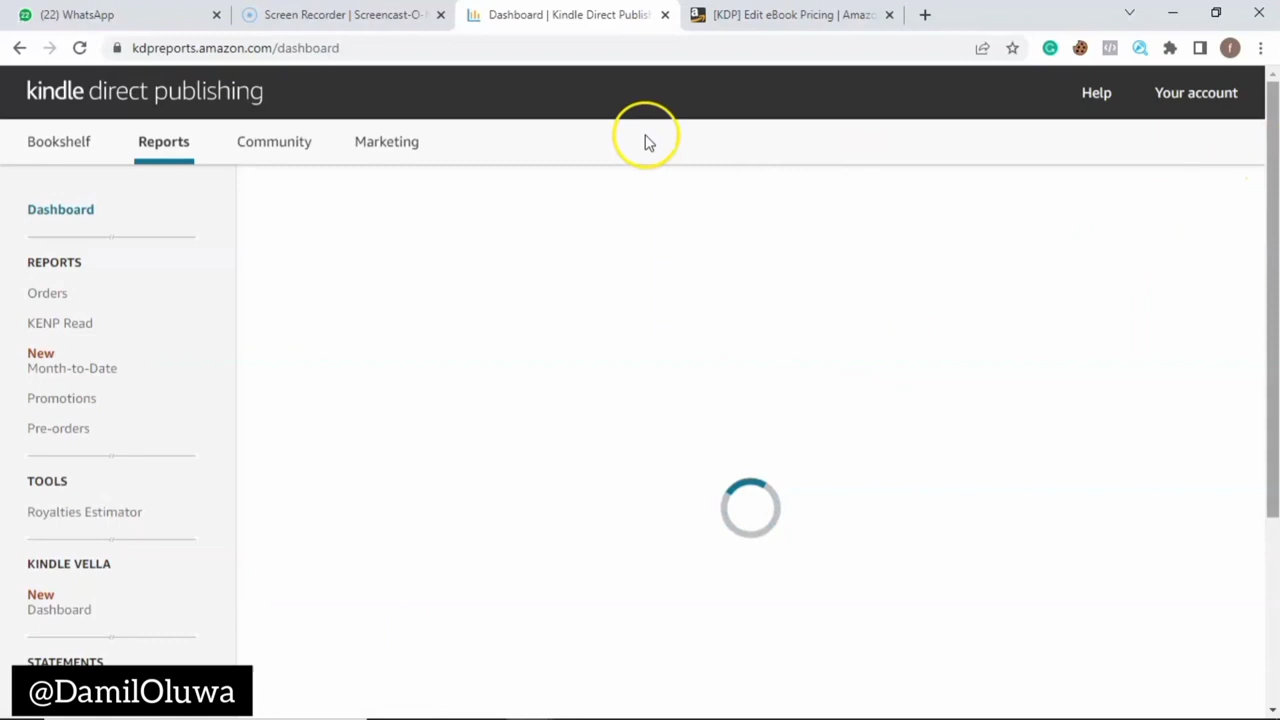 22
(22) WhatsApp
Screen Recorder | Screencast-O-
Dashboard | Kindle Direct Publis
[KDP] Edit eBook Pricing | Amaz
kdpreports.amazon.com/dashboard
f
kindle direct publishing
Help
Your account
Bookshelf
Reports
Community
Marketing
Dashboard
REPORTS
Orders
KENP Read
New
Month-to-Date
Promotions
Pre-orders
TOOLS
Royalties Estimator
KINDLE VELLA
New
Dashboard
STATEMENTS
@DamilOluwa